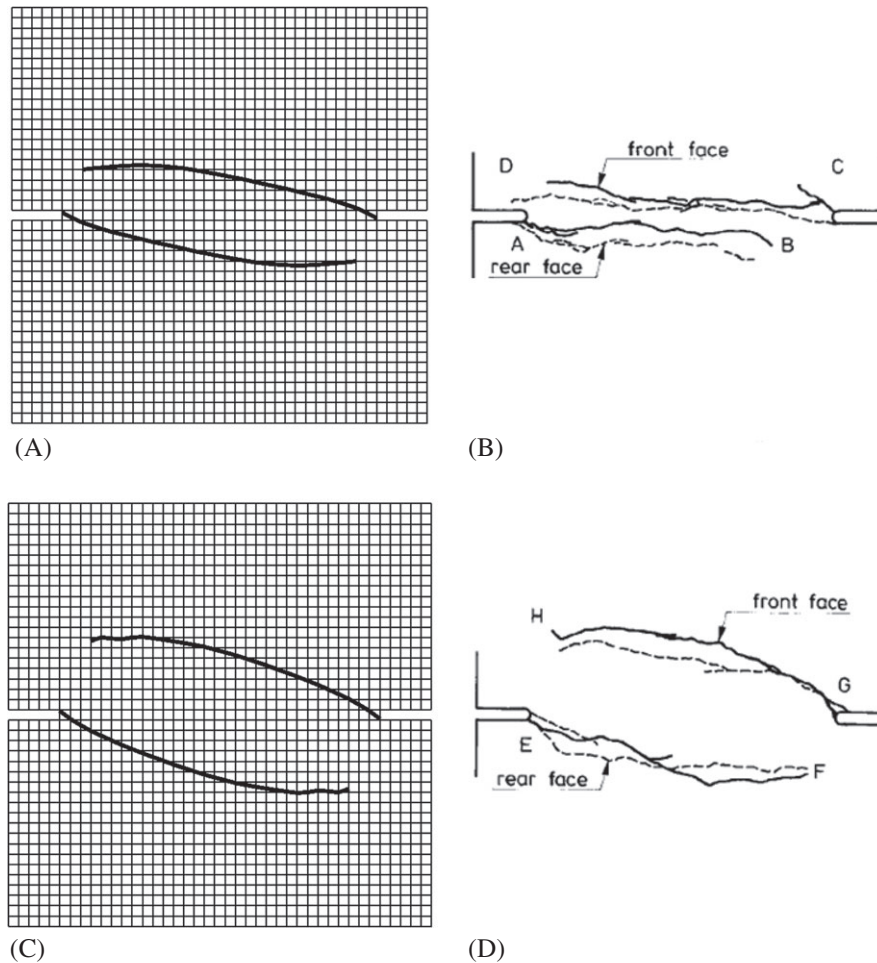 front face
D
C
A
B
rear face
(A)
(B)
H
front face
G
E
F
rear face
(C)
(D)